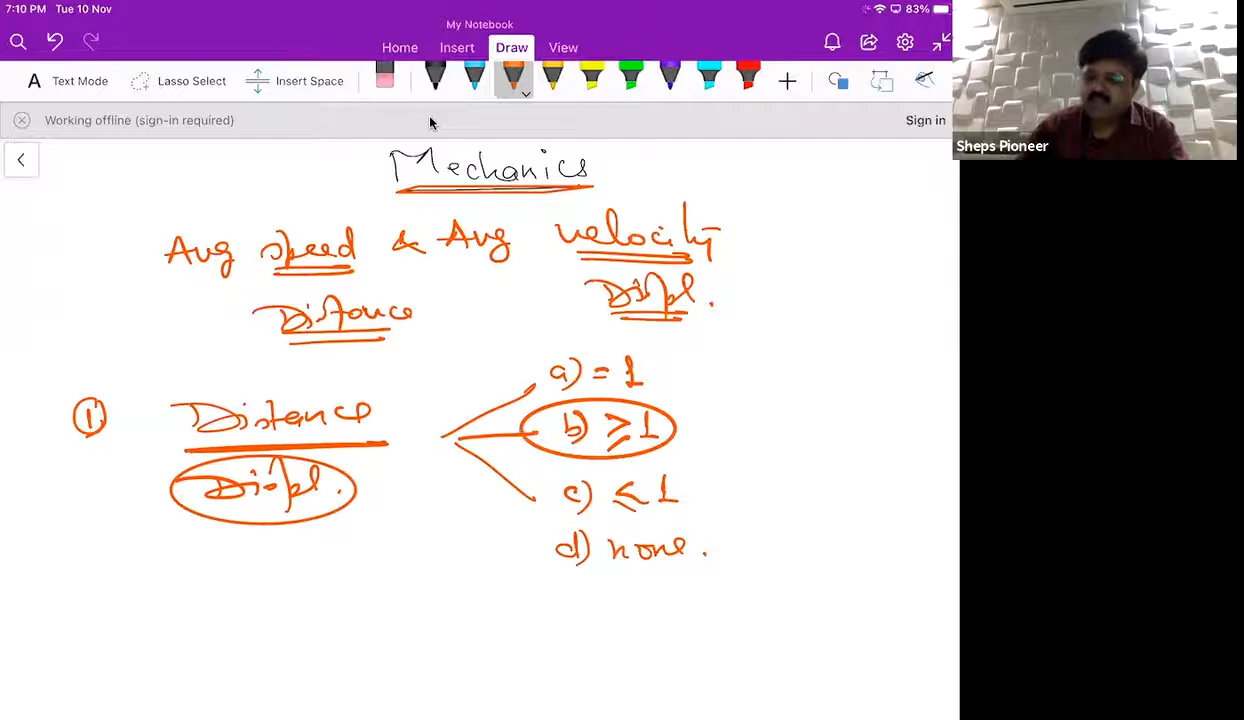 7:10 PM Tue 10 Nov
83%
My Notebook
Home Insert Draw View
A Text Mode Lasso Select Insert Space
Working offline (sign-in required) Sign in
Sheps Pioneer
Mechanics
Avg speed & Avg velocity
Distance Displ.
① Distance
Displ.
a) = 1
b) ⩾ 1
c) ⩽ 1
d) none.